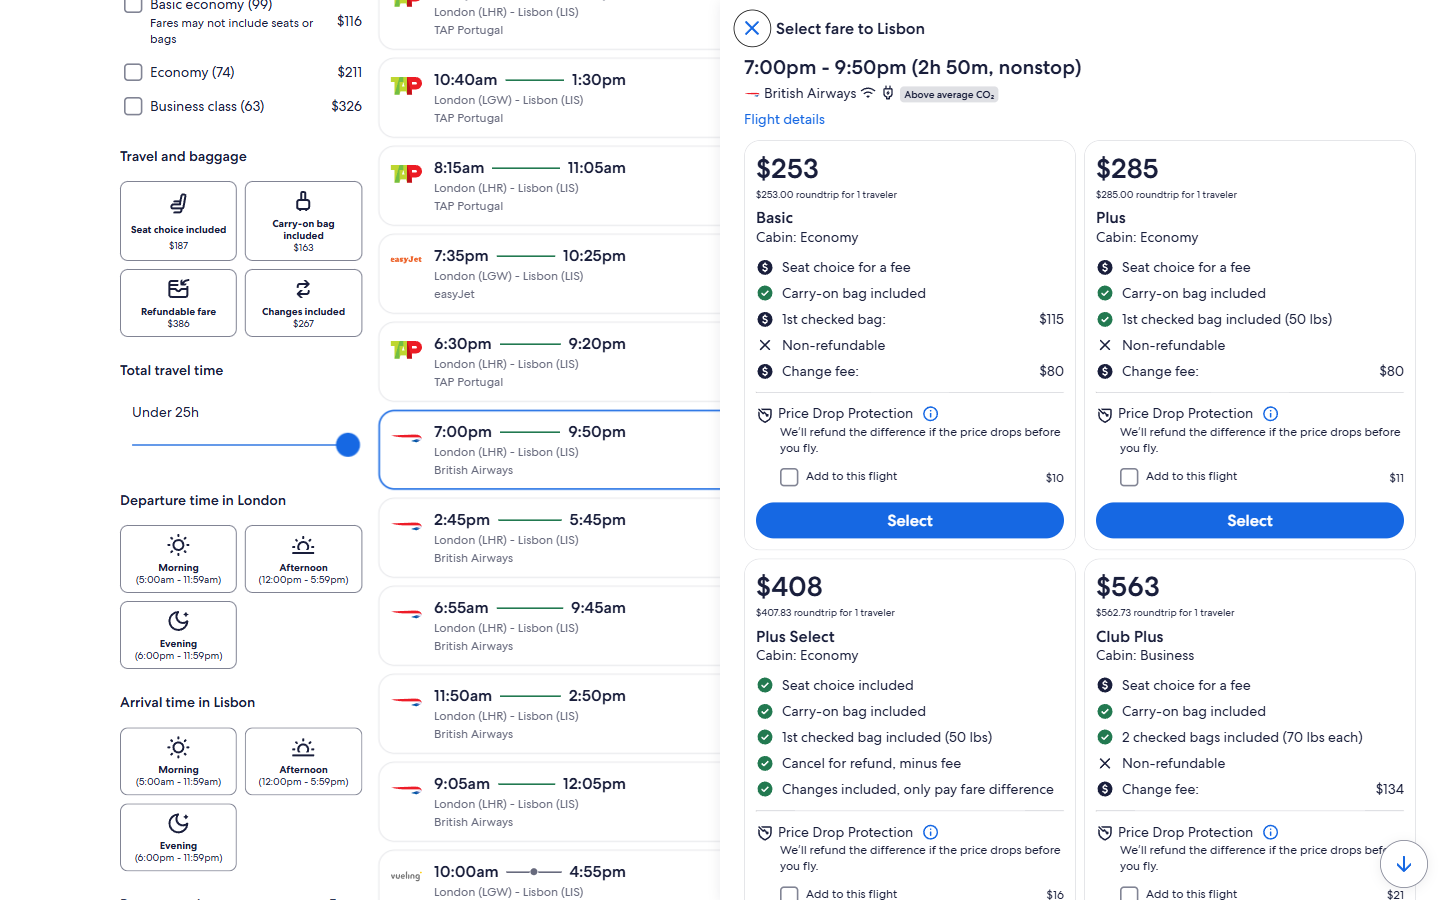 Basic economy (99)
Fares may not include seats or
bags
$116
Economy (74)
$211
Business class (63)
$326
Travel and baggage
Seat choice included
$187
Carry-on bag
included
$163
Refundable fare
$386
Changes included
$267
Total travel time
Under 25h
Departure time in London
Morning
(5:00am - 11:59am)
Afternoon
(12:00pm - 5:59pm)
Evening
(6:00pm - 11:59pm)
Arrival time in Lisbon
Morning
(5:00am - 11:59am)
Afternoon
(12:00pm - 5:59pm)
Evening
(6:00pm - 11:59pm)
London (LHR) - Lisbon (LIS)
TAP Portugal
TAP
10:40am
1:30pm
London (LGW) - Lisbon (LIS)
TAP Portugal
TAP
8:15am
11:05am
London (LHR) - Lisbon (LIS)
TAP Portugal
easyJet
7:35pm
10:25pm
London (LGW) - Lisbon (LIS)
easyJet
TAP
6:30pm
9:20pm
London (LHR) - Lisbon (LIS)
TAP Portugal
7:00pm
9:50pm
London (LHR) - Lisbon (LIS)
British Airways
2:45pm
5:45pm
London (LHR) - Lisbon (LIS)
British Airways
6:55am
9:45am
London (LHR) - Lisbon (LIS)
British Airways
11:50am
2:50pm
London (LHR) - Lisbon (LIS)
British Airways
9:05am
12:05pm
London (LHR) - Lisbon (LIS)
British Airways
vueling
10:00am
4:55pm
London (LGW) - Lisbon (LIS)
Select fare to Lisbon
7:00pm - 9:50pm (2h 50m, nonstop)
British Airways
Above average CO₂
Flight details
$253
$253.00 roundtrip for 1 traveler
Basic
Cabin: Economy
Seat choice for a fee
Carry-on bag included
1st checked bag:
$115
Non-refundable
Change fee:
$80
Price Drop Protection
We'll refund the difference if the price drops before
you fly.
Add to this flight
$10
Select
$285
$285.00 roundtrip for 1 traveler
Plus
Cabin: Economy
Seat choice for a fee
Carry-on bag included
1st checked bag included (50 lbs)
Non-refundable
Change fee:
$80
Price Drop Protection
We'll refund the difference if the price drops before
you fly.
Add to this flight
$11
Select
$408
$407.83 roundtrip for 1 traveler
Plus Select
Cabin: Economy
Seat choice included
Carry-on bag included
1st checked bag included (50 lbs)
Cancel for refund, minus fee
Changes included, only pay fare difference
Price Drop Protection
We'll refund the difference if the price drops before
you fly.
Add to this flight
$16
$563
$562.73 roundtrip for 1 traveler
Club Plus
Cabin: Business
Seat choice for a fee
Carry-on bag included
2 checked bags included (70 lbs each)
Non-refundable
Change fee:
$134
Price Drop Protection
We'll refund the difference if the price drops
you fly.
Add to this flight
$21